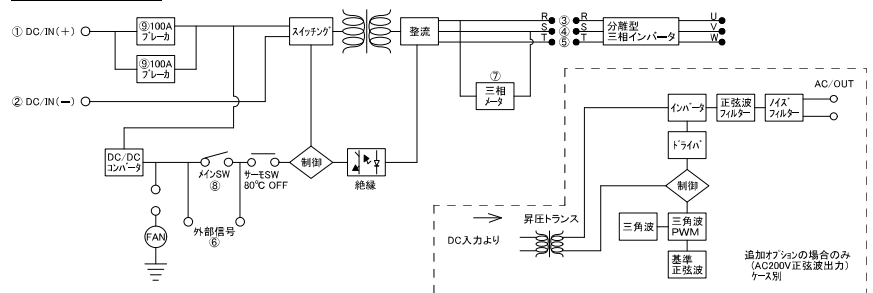 ① DC/IN(+)
⑨100A
ブレーカ
⑨100A
ブレーカ
② DC/IN(−)
スイッチング
整流
R ③ R
S ④ S
T ⑤ T
分離型
三相インバータ
U
V
W
⑦
三相
メータ
DC/DC
コンバータ
メインSW
⑧
サーモSW
80℃ OFF
制御
絶縁
外部信号
⑥
FAN
AC/OUT
インバータ
正弦波
フィルター
ノイズ
フィルター
ドライバ
制御
三角波
三角波
PWM
基準
正弦波
昇圧トランス
DC入力より
追加オプションの場合のみ
(AC200V正弦波出力)
ケース別